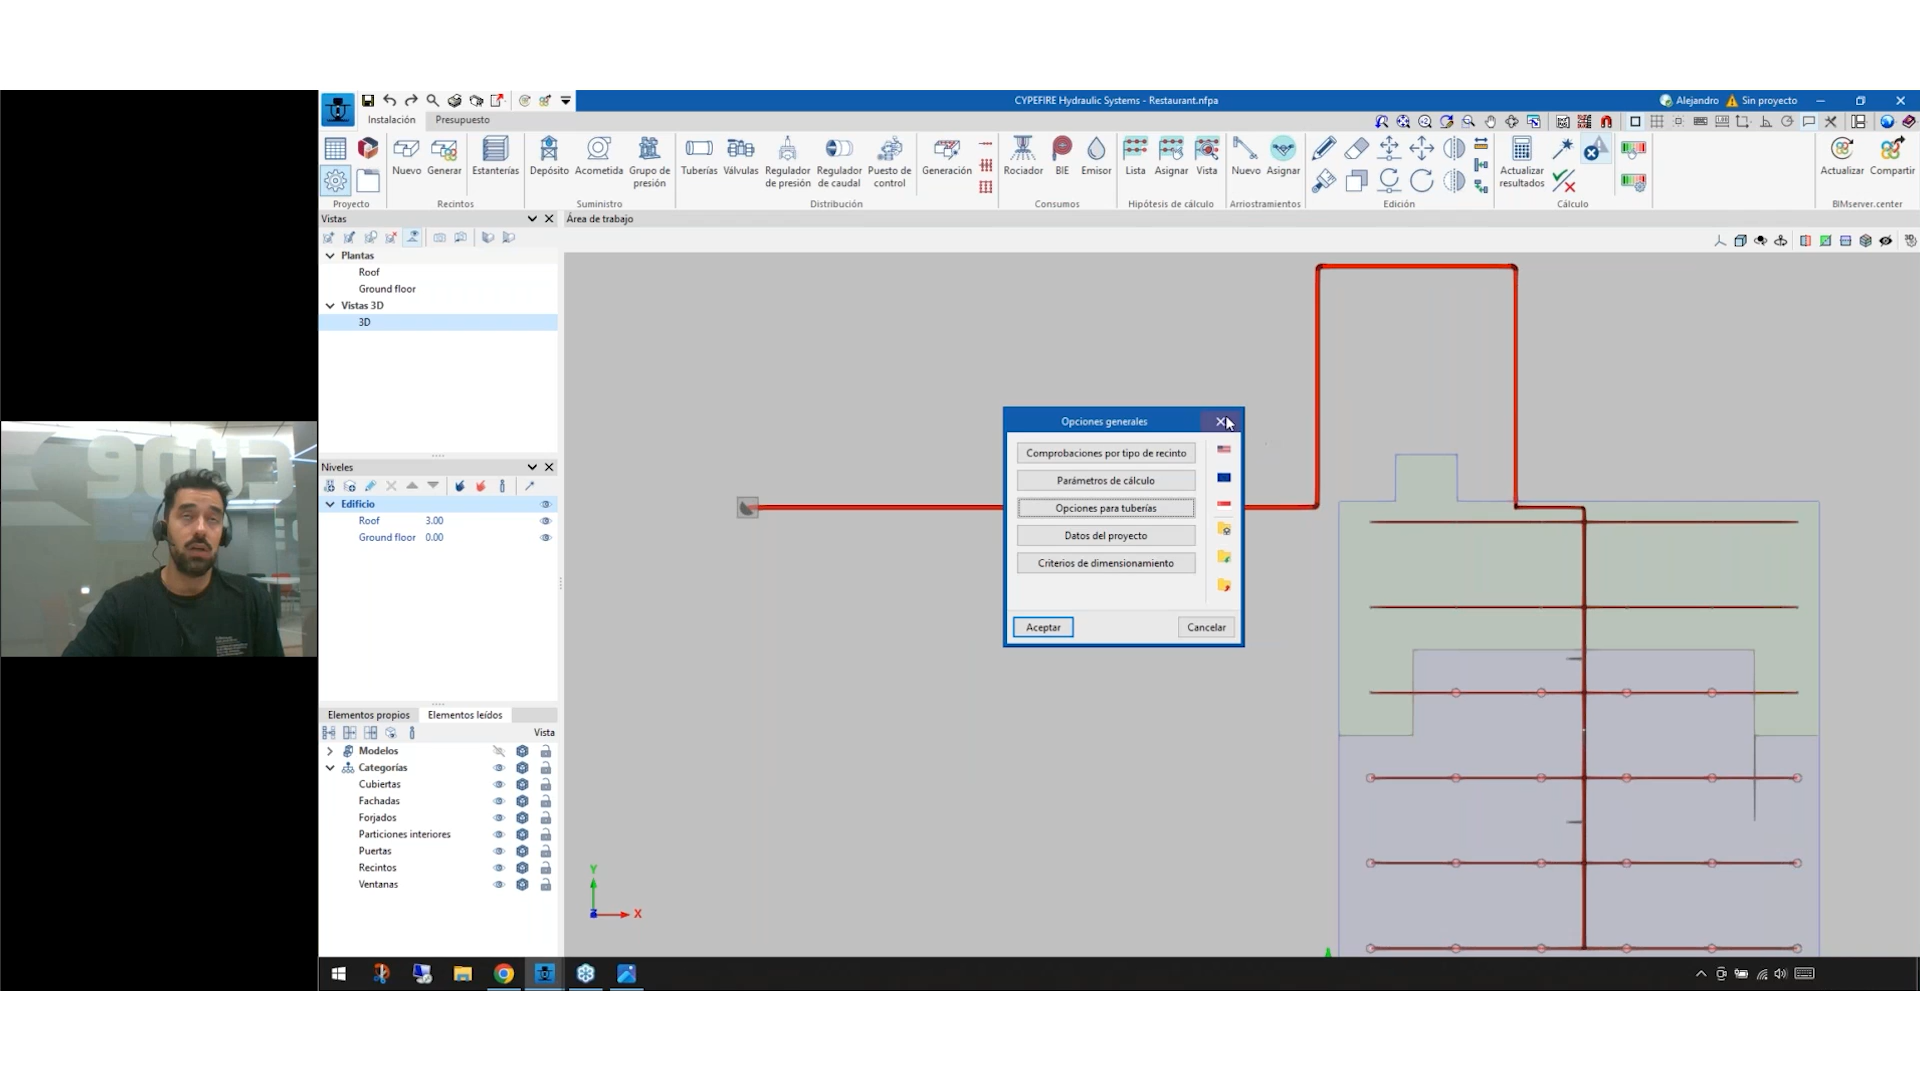 CYPEFIRE Hydraulic Systems - Restaurant.nfpa
Alejandro
Sin proyecto
Instalación
Presupuesto
Nuevo
Generar
Estanterías
Depósito
Acometida
Grupo de presión
Tuberías
Válvulas
Regulador de presión
Regulador de caudal
Puesto de control
Generación
Rociador
BIE
Emisor
Lista
Asignar
Vista
Nuevo
Asignar
Actualizar resultados
Actualizar
Compartir
Proyecto
Recintos
Suministro
Distribución
Consumos
Hipótesis de cálculo
Arriostramientos
Edición
Cálculo
BIMserver.center
Vistas
Área de trabajo
Plantas
Roof
Ground floor
Vistas 3D
3D
Opciones generales
Comprobaciones por tipo de recinto
Parámetros de cálculo
Opciones para tuberías
Datos del proyecto
Criterios de dimensionamiento
Aceptar
Cancelar
Niveles
Edificio
Roof 3.00
Ground floor 0.00
Elementos propios
Elementos leídos
Vista
Modelos
Categorías
Cubiertas
Fachadas
Forjados
Particiones interiores
Puertas
Recintos
Ventanas
Y
Z
X